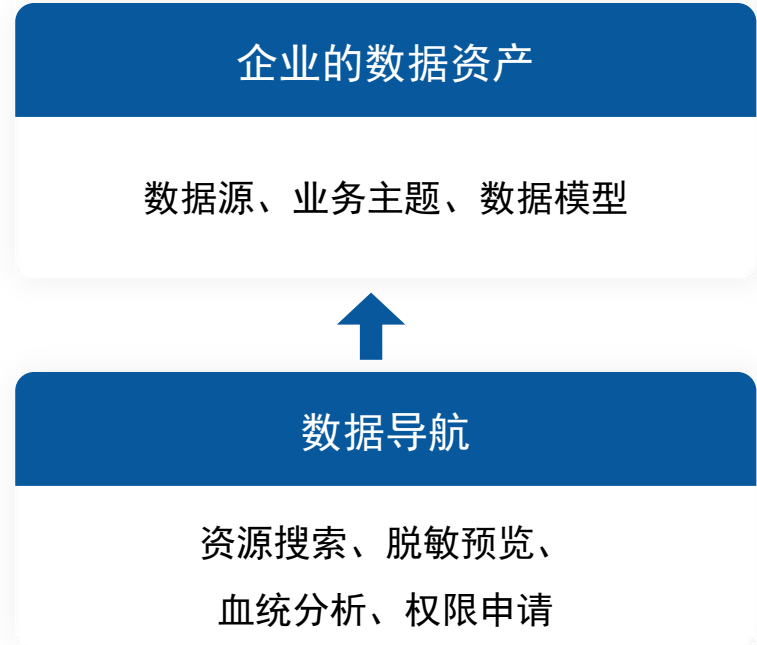 企业的数据资产
数据源、业务主题、数据模型
数据导航
资源搜索、脱敏预览、
血统分析、权限申请